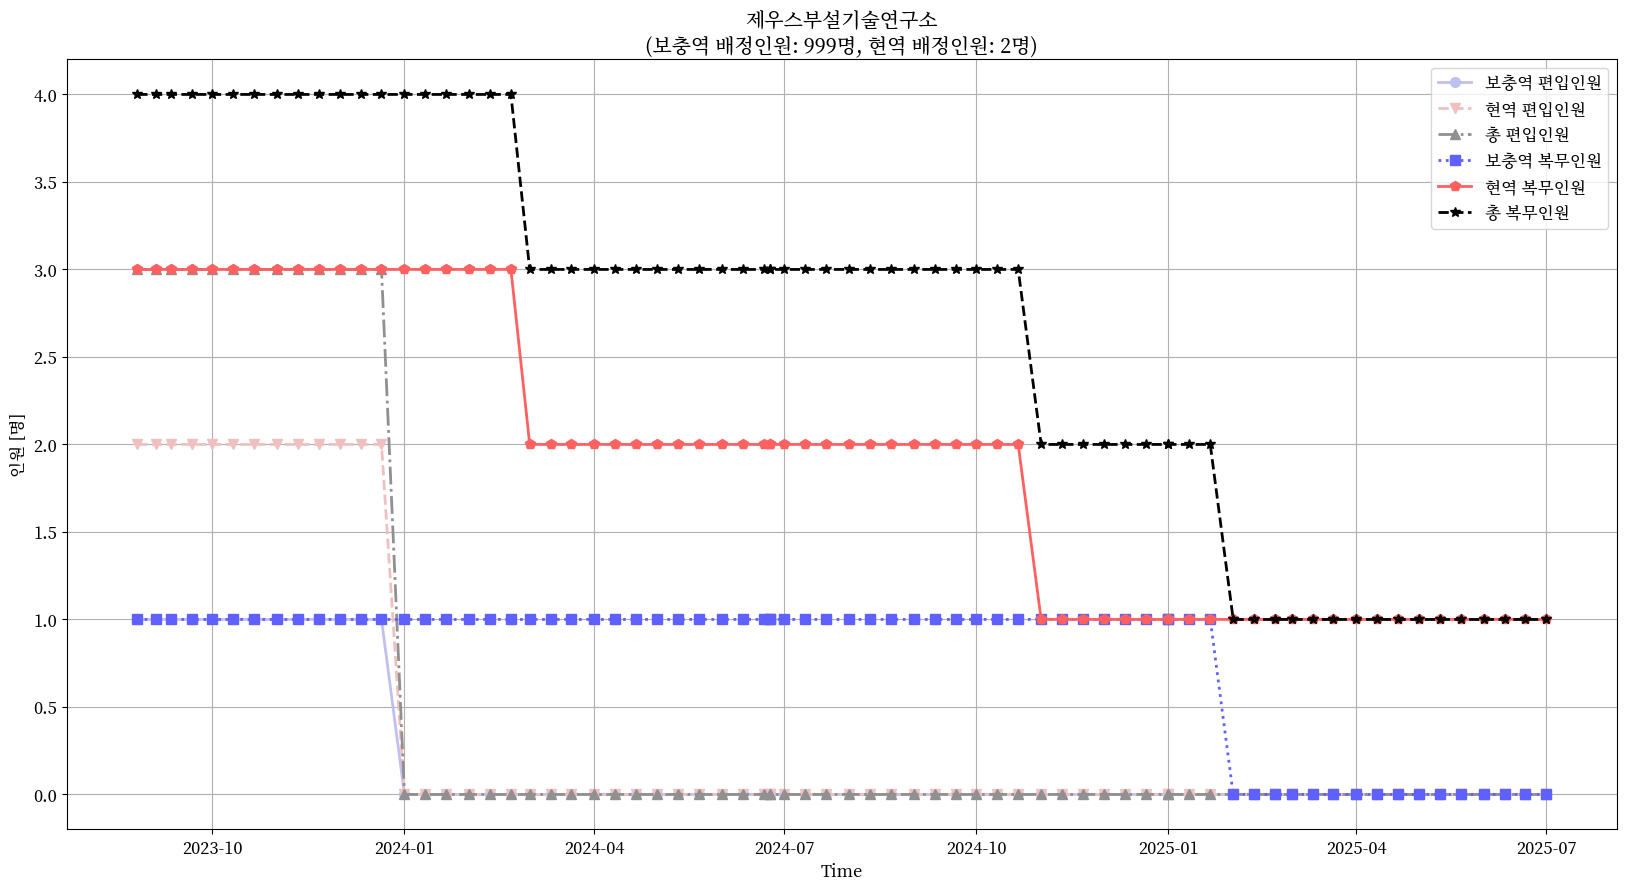 제우스부설기술연구소
(보충역 배정인원: 999명, 현역 배정인원: 2명)
보충역 편입인원
현역 편입인원
총 편입인원
보충역 복무인원
현역 복무인원
총 복무인원
인원 [명]
4.0
3.5
3.0
2.5
2.0
1.5
1.0
0.5
0.0
2023-10
2024-01
2024-04
2024-07
2024-10
2025-01
2025-04
2025-07
Time